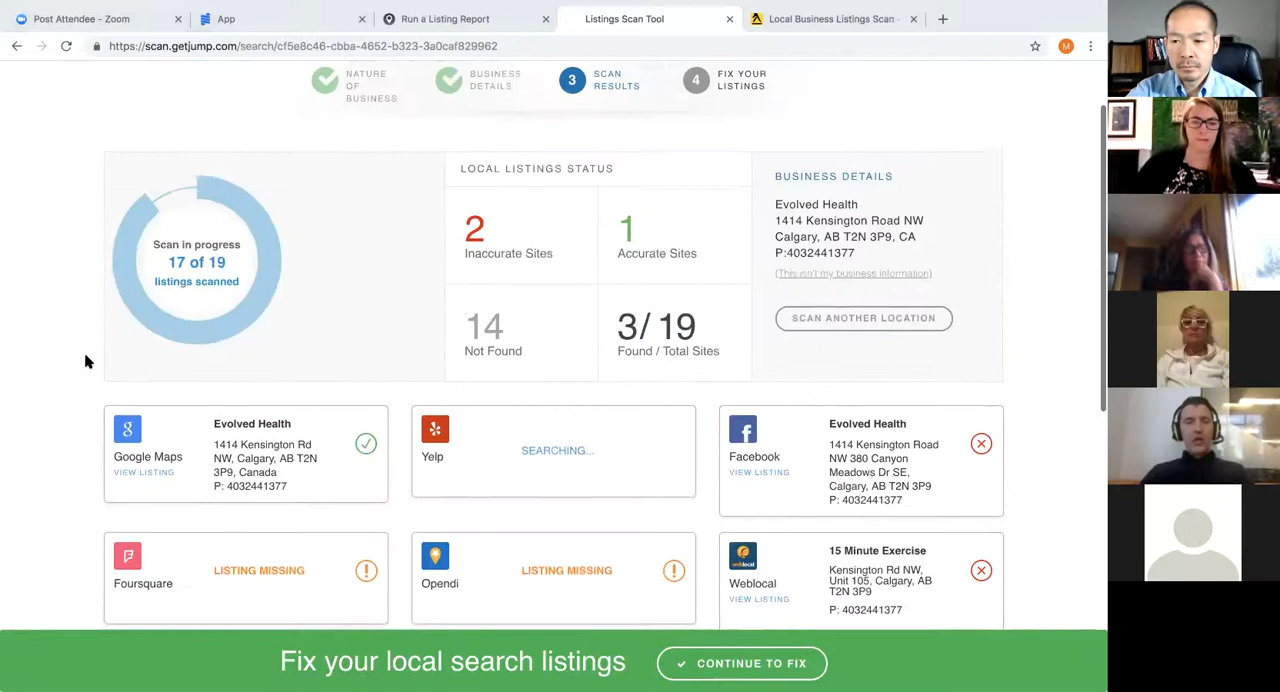 Post Attendee - Zoom
App
Run a Listing Report
Listings Scan Tool
Local Business Listings Scan -
https://scan.getjump.com/search/cf5e8c46-cbba-4652-b323-3a0caf829962
M
NATURE
OF
BUSINESS
BUSINESS
DETAILS
3
SCAN
RESULTS
4
FIX YOUR
LISTINGS
Scan in progress
17 of 19
listings scanned
LOCAL LISTINGS STATUS
2
Inaccurate Sites
1
Accurate Sites
14
Not Found
3/ 19
Found / Total Sites
BUSINESS DETAILS
Evolved Health
1414 Kensington Road NW
Calgary, AB T2N 3P9, CA
P:4032441377
(This isn't my business information)
SCAN ANOTHER LOCATION
g
Google Maps
VIEW LISTING
Evolved Health
1414 Kensington Rd
NW, Calgary, AB T2N
3P9, Canada
P: 4032441377
Yelp
SEARCHING...
f
Facebook
VIEW LISTING
Evolved Health
1414 Kensington Road
NW 380 Canyon
Meadows Dr SE,
Calgary, AB T2N 3P9
P: 4032441377
Foursquare
LISTING MISSING
Opendi
LISTING MISSING
weblocal
Weblocal
VIEW LISTING
15 Minute Exercise
Kensington Rd NW,
Unit 105, Calgary, AB
T2N 3P9
P: 4032441377
Fix your local search listings
CONTINUE TO FIX